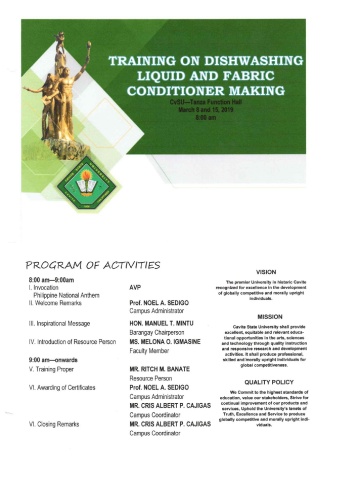 TRAINING ON DISHWASHING
LIQUID AND FABRIC
CONDITIONER MAKING
CvSU—Tanza Function Hall
March 8 and 15, 2019
8:00 am
PROGRAM OF ACTIVITIES
8:00 am—9:00am
I. Invocation AVP
Philippine National Anthem
II. Welcome Remarks Prof. NOEL A. SEDIGO
Campus Administrator
III. Inspirational Message HON. MANUEL T. MINTU
Barangay Chairperson
IV. Introduction of Resource Person MS. MELONA O. IGMASINE
Faculty Member
9:00 am—onwards
V. Training Proper MR. RITCH M. BANATE
Resource Person
VI. Awarding of Certificates Prof. NOEL A. SEDIGO
Campus Administrator
MR. CRIS ALBERT P. CAJIGAS
Campus Coordinator
VI. Closing Remarks MR. CRIS ALBERT P. CAJIGAS
Campus Coordinator
VISION
The premier University in historic Cavite
recognized for excellence in the development
of globally competitive and morally upright
individuals.
MISSION
Cavite State University shall provide
excellent, equitable and relevant educa-
tional opportunities in the arts, sciences
and technology through quality instruction
and responsive research and development
activities. It shall produce professional,
skilled and morally upright individuals for
global competitiveness.
QUALITY POLICY
We Commit to the highest standards of
education, value our stakeholders, Strive for
continual improvement of our products and
services, Uphold the University's tenets of
Truth, Excellence and Service to produce
globally competitive and morally upright indi-
viduals.